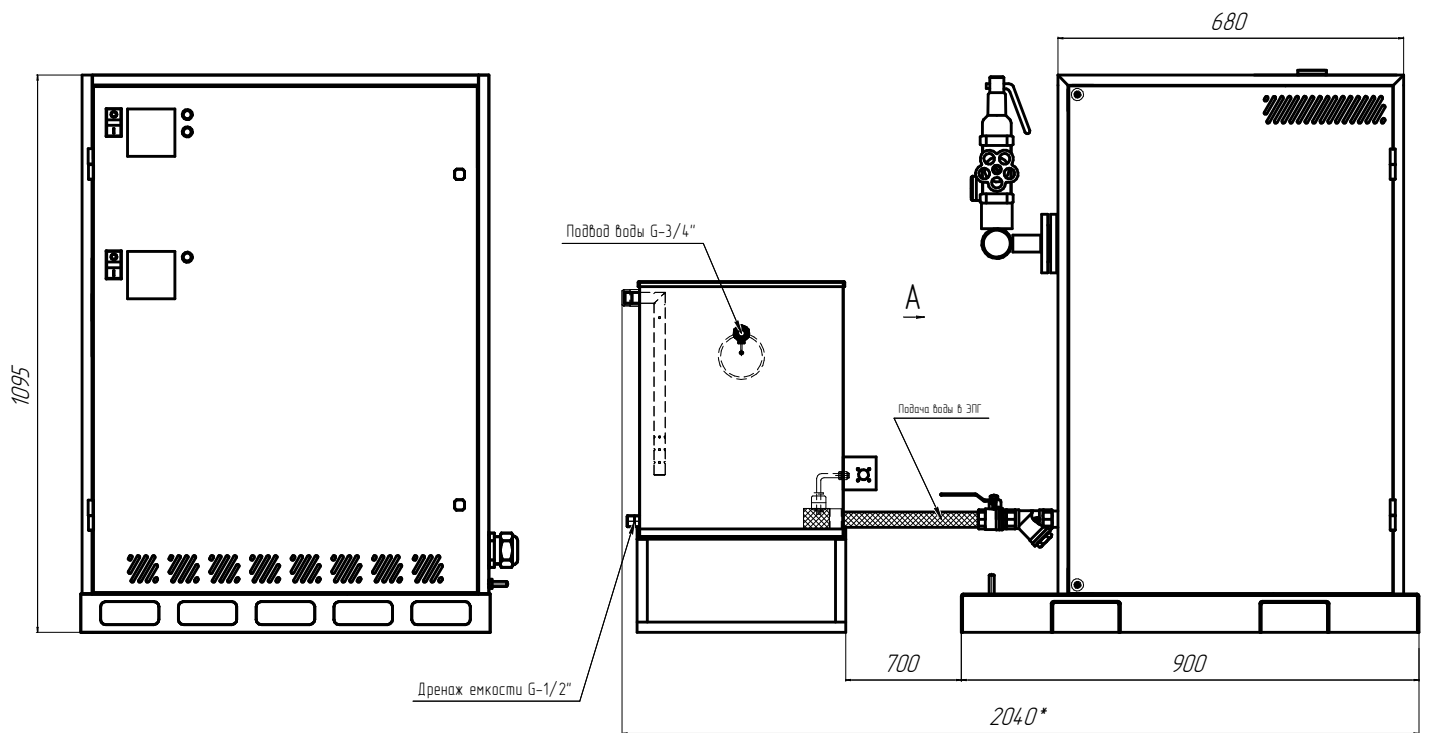 680
Подвод воды G-3/4"
А
1095
Подача воды в ЭПГ
700
900
Дренаж емкости G-1/2"
2040*